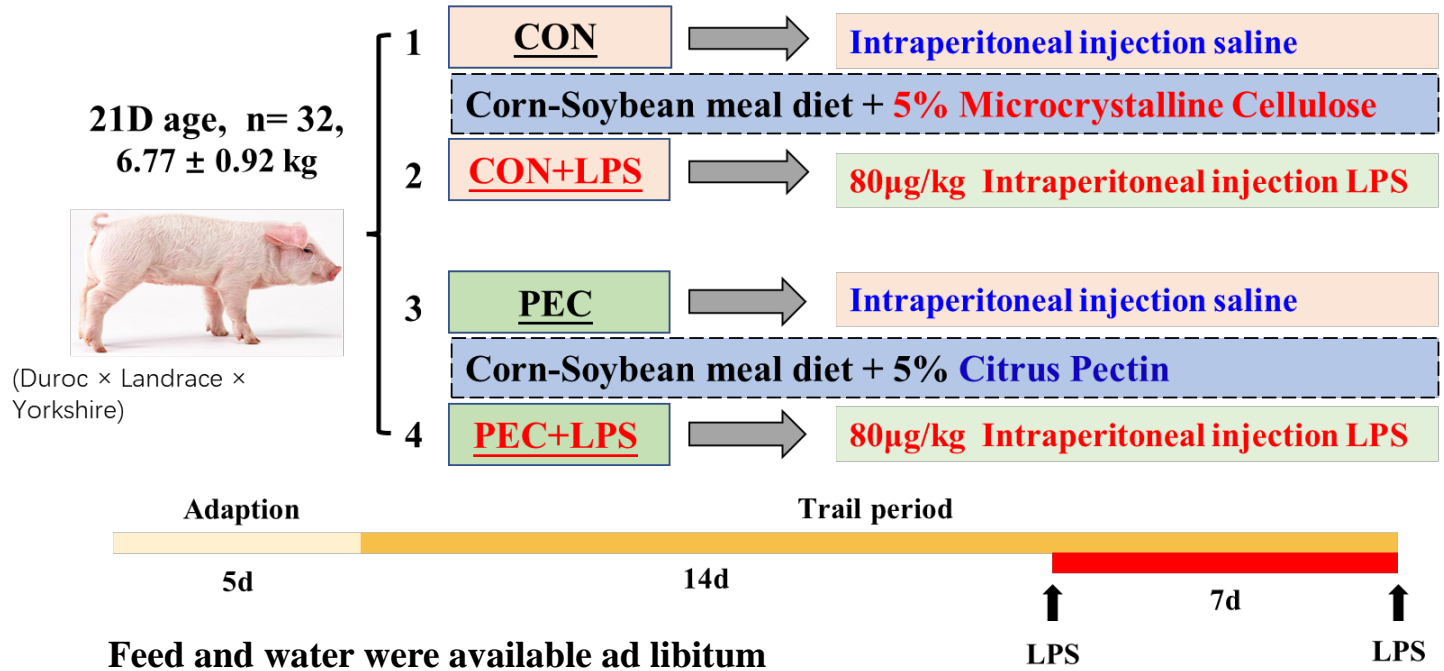 1
CON
Intraperitoneal injection saline
Corn-Soybean meal diet + 5% Microcrystalline Cellulose
21D age, n= 32,
6.77 ± 0.92 kg
2
CON+LPS
80μg/kg Intraperitoneal injection LPS
(Duroc × Landrace ×
Yorkshire)
3
PEC
Intraperitoneal injection saline
Corn-Soybean meal diet + 5% Citrus Pectin
4
PEC+LPS
80μg/kg Intraperitoneal injection LPS
Adaption
Trail period
5d
14d
7d
LPS
LPS
Feed and water were available ad libitum